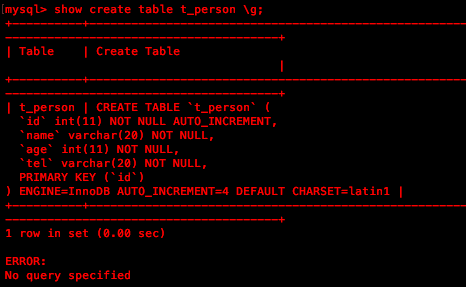 [mysql> show create table t_person \g;
+----------+------------------------------------------------------
---------------------------------------+
| Table    | Create Table
                                       |
+----------+------------------------------------------------------
---------------------------------------+
| t_person | CREATE TABLE `t_person` (
  `id` int(11) NOT NULL AUTO_INCREMENT,
  `name` varchar(20) NOT NULL,
  `age` int(11) NOT NULL,
  `tel` varchar(20) NOT NULL,
  PRIMARY KEY (`id`)
) ENGINE=InnoDB AUTO_INCREMENT=4 DEFAULT CHARSET=latin1 |
+----------+------------------------------------------------------
---------------------------------------+
1 row in set (0.00 sec)

ERROR:
No query specified